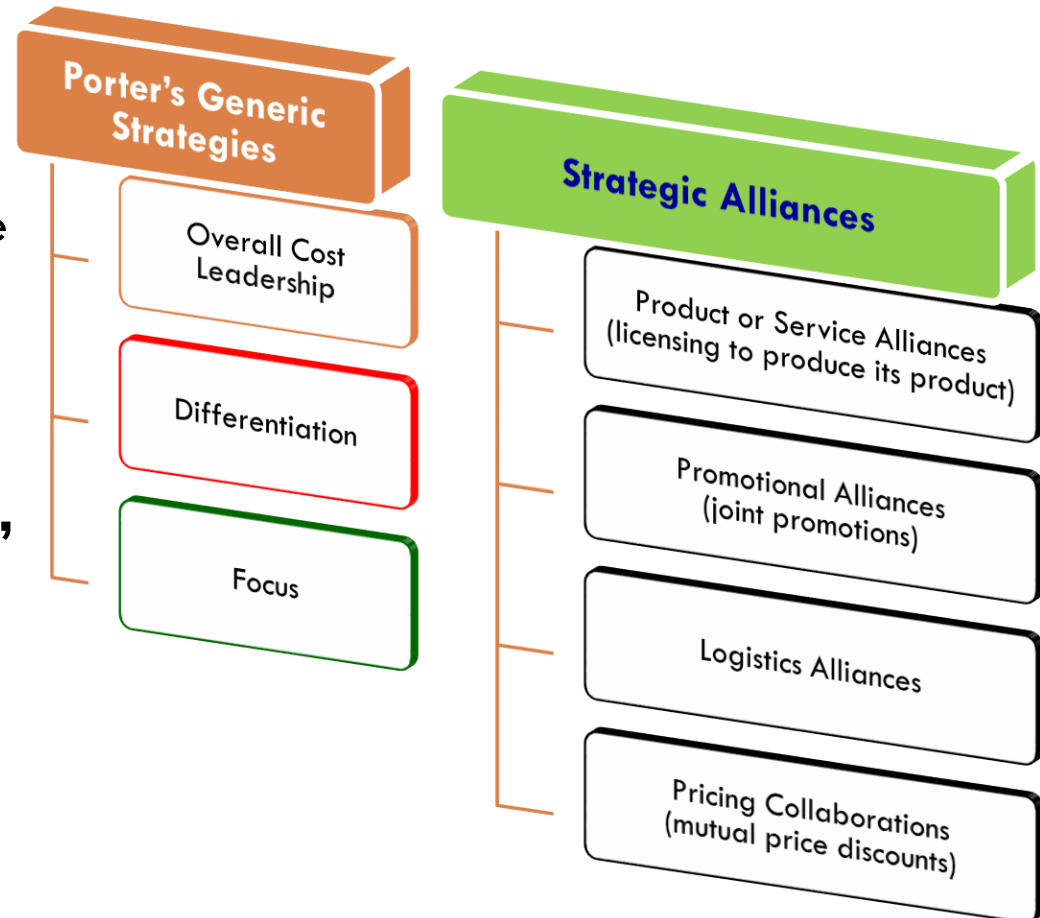 Porter's Generic
Strategies
Overall Cost
Leadership
Differentiation
Focus
Strategic Alliances
Product or Service Alliances
(licensing to produce its product)
Promotional Alliances
(joint promotions)
Logistics Alliances
Pricing Collaborations
(mutual price discounts)